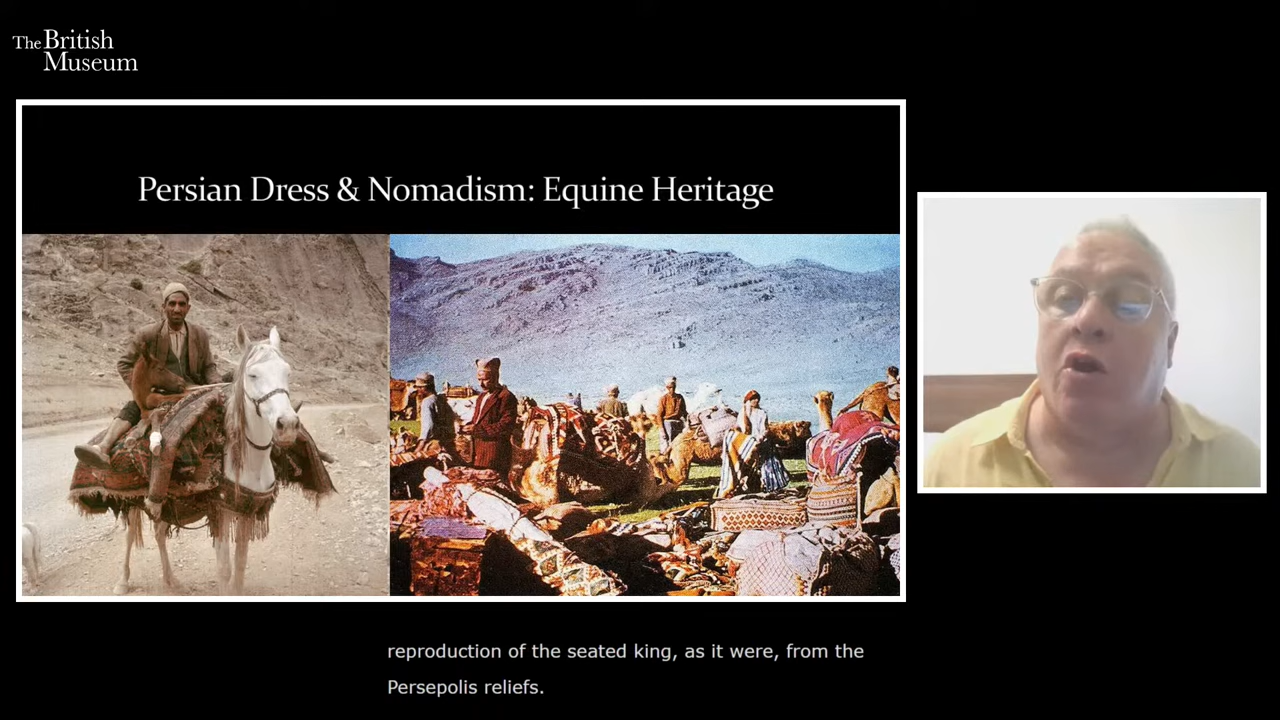 The British
Museum
Persian Dress & Nomadism: Equine Heritage
reproduction of the seated king, as it were, from the
Persepolis reliefs.